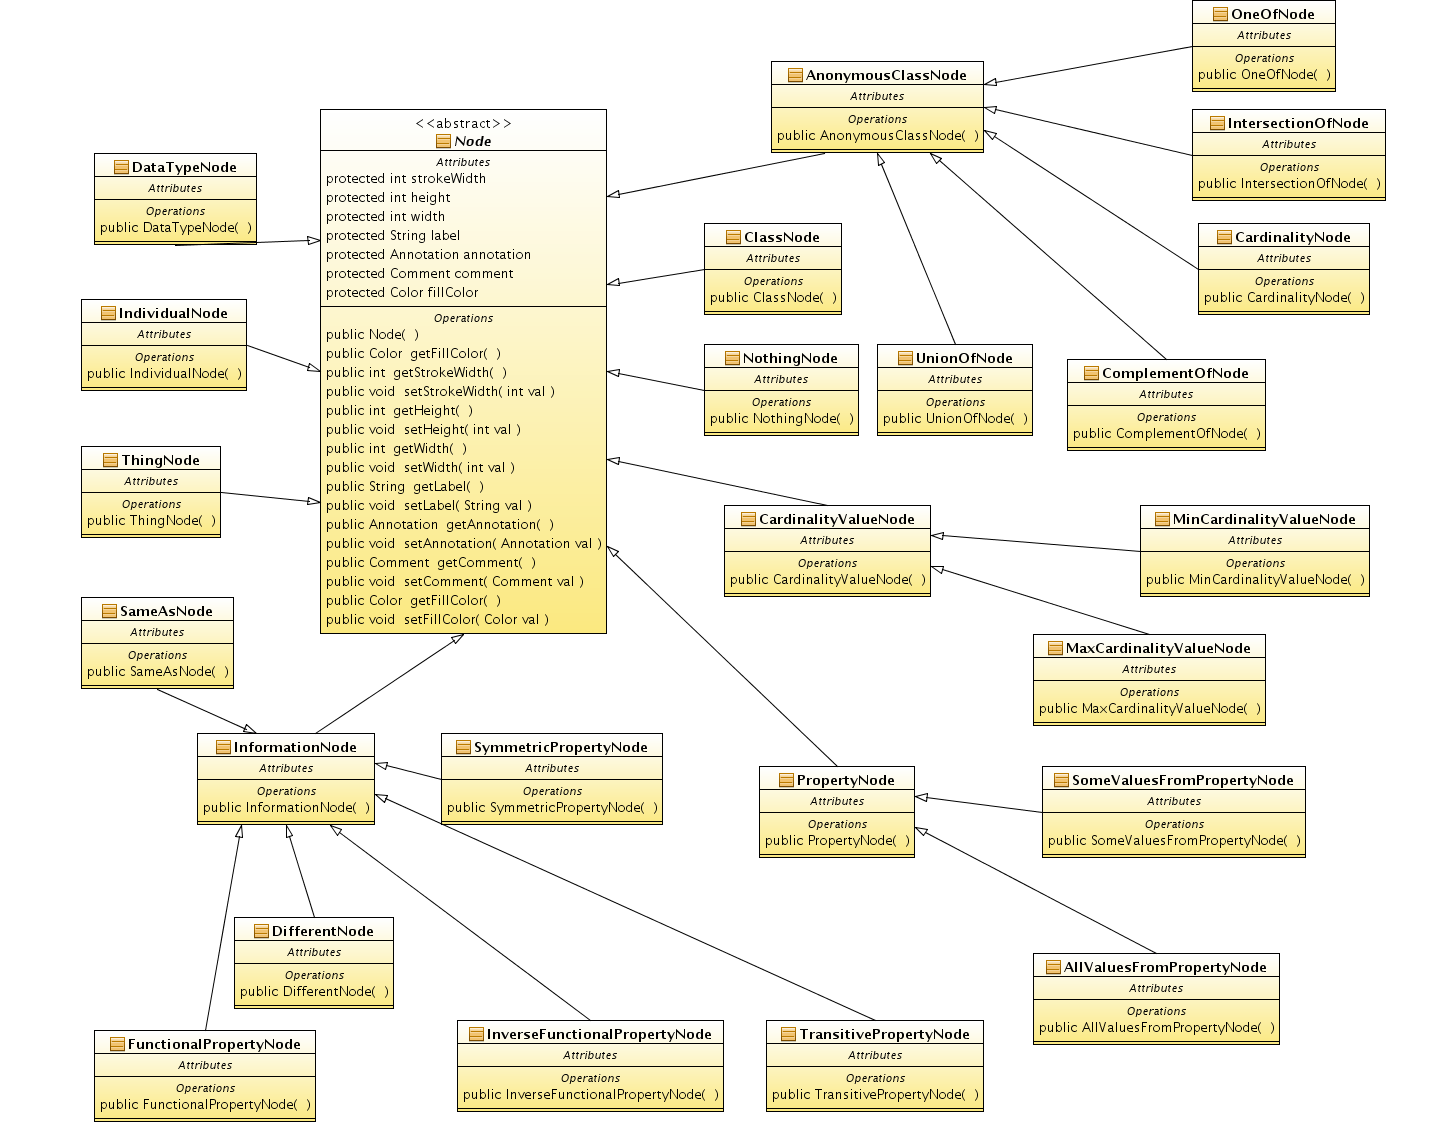 OneOfNode
Attributes
Operations
public OneOfNode(  )
AnonymousClassNode
Attributes
Operations
public AnonymousClassNode(  )
IntersectionOfNode
Attributes
Operations
public IntersectionOfNode(  )
<<abstract>>
Node
Attributes
protected int strokeWidth
protected int height
protected int width
protected String label
protected Annotation annotation
protected Comment comment
protected Color fillColor
Operations
public Node(  )
public Color  getFillColor(  )
public int  getStrokeWidth(  )
public void  setStrokeWidth( int val )
public int  getHeight(  )
public void  setHeight( int val )
public int  getWidth(  )
public void  setWidth( int val )
public String  getLabel(  )
public void  setLabel( String val )
public Annotation  getAnnotation(  )
public void  setAnnotation( Annotation val )
public Comment  getComment(  )
public void  setComment( Comment val )
public Color  getFillColor(  )
public void  setFillColor( Color val )
DataTypeNode
Attributes
Operations
public DataTypeNode(  )
ClassNode
Attributes
Operations
public ClassNode(  )
CardinalityNode
Attributes
Operations
public CardinalityNode(  )
IndividualNode
Attributes
Operations
public IndividualNode(  )
NothingNode
Attributes
Operations
public NothingNode(  )
UnionOfNode
Attributes
Operations
public UnionOfNode(  )
ComplementOfNode
Attributes
Operations
public ComplementOfNode(  )
ThingNode
Attributes
Operations
public ThingNode(  )
CardinalityValueNode
Attributes
Operations
public CardinalityValueNode(  )
MinCardinalityValueNode
Attributes
Operations
public MinCardinalityValueNode(  )
SameAsNode
Attributes
Operations
public SameAsNode(  )
MaxCardinalityValueNode
Attributes
Operations
public MaxCardinalityValueNode(  )
InformationNode
Attributes
Operations
public InformationNode(  )
SymmetricPropertyNode
Attributes
Operations
public SymmetricPropertyNode(  )
PropertyNode
Attributes
Operations
public PropertyNode(  )
SomeValuesFromPropertyNode
Attributes
Operations
public SomeValuesFromPropertyNode(  )
DifferentNode
Attributes
Operations
public DifferentNode(  )
AllValuesFromPropertyNode
Attributes
Operations
public AllValuesFromPropertyNode(  )
FunctionalPropertyNode
Attributes
Operations
public FunctionalPropertyNode(  )
InverseFunctionalPropertyNode
Attributes
Operations
public InverseFunctionalPropertyNode(  )
TransitivePropertyNode
Attributes
Operations
public TransitivePropertyNode(  )